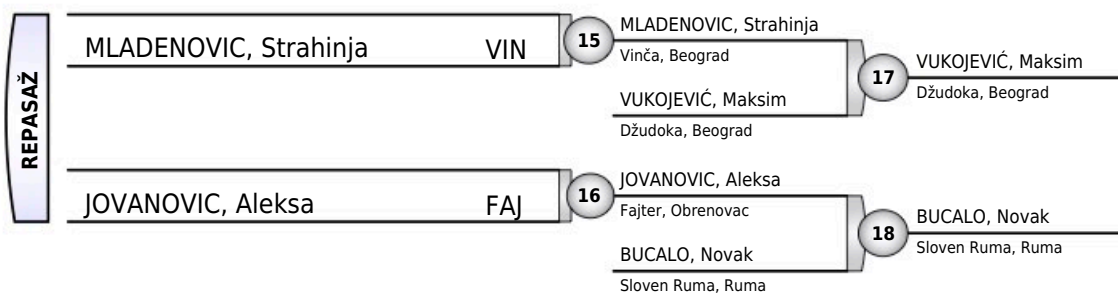 REPASAŽ
MLADENOVIC, Strahinja VIN
15
MLADENOVIC, Strahinja
Vinča, Beograd
VUKOJEVIĆ, Maksim
Džudoka, Beograd
17
VUKOJEVIĆ, Maksim
Džudoka, Beograd
JOVANOVIC, Aleksa FAJ
16
JOVANOVIC, Aleksa
Fajter, Obrenovac
BUCALO, Novak
Sloven Ruma, Ruma
18
BUCALO, Novak
Sloven Ruma, Ruma